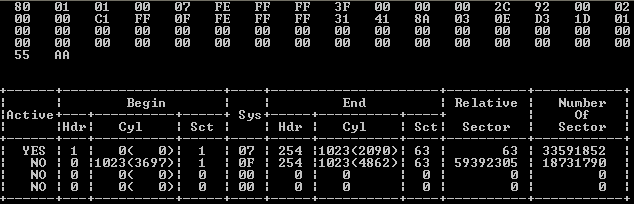 80 01 01 00 07 FE FF FF 3F 00 00 00 2C 92 00 02
00 00 C1 FF 0F FE FF FF 31 41 8A 03 0E D3 1D 01
00 00 00 00 00 00 00 00 00 00 00 00 00 00 00 00
00 00 00 00 00 00 00 00 00 00 00 00 00 00 00 00
55 AA
Begin End Relative Number
Active Sys Of
Hdr Cyl Sct Hdr Cyl Sct Sector Sector
YES 1 0( 0) 1 07 254 1023(2090) 63 63 33591852
NO 0 1023(3697) 1 0F 254 1023(4862) 63 59392305 18731790
NO 0 0( 0) 0 00 0 0( 0) 0 0 0
NO 0 0( 0) 0 00 0 0( 0) 0 0 0